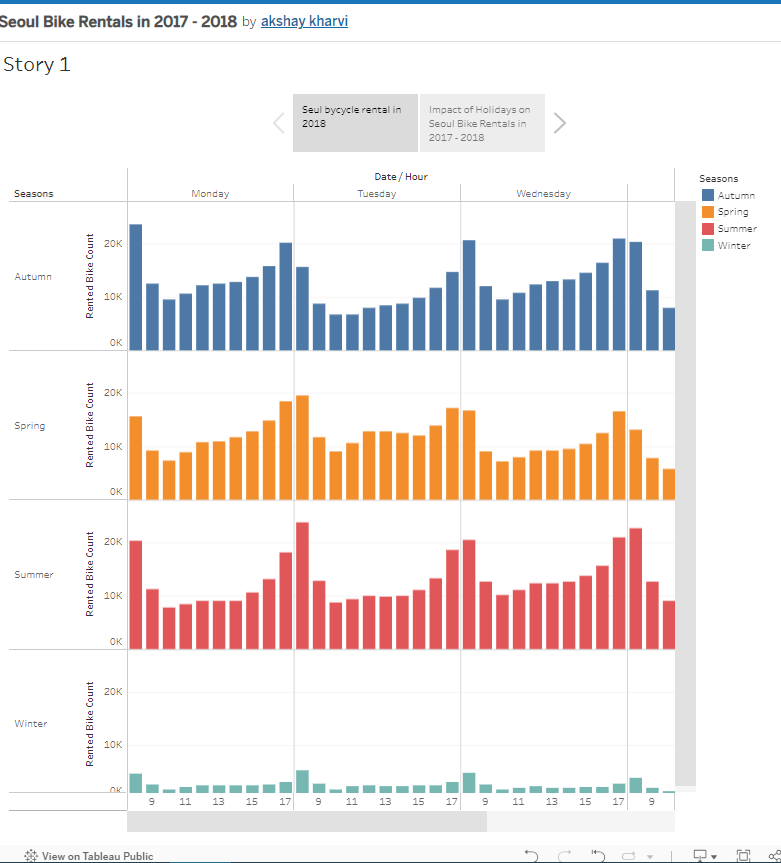 Seoul Bike Rentals in 2017 - 2018 by akshay kharvi
Story 1
Seul bycycle rental in
2018
Impact of Holidays on
Seoul Bike Rentals in
2017 - 2018
Date / Hour
Seasons
Monday
Tuesday
Wednesday
Seasons
Autumn
Spring
Summer
Winter
Autumn
Rented Bike Count
20K
10K
0K
Spring
Rented Bike Count
20K
10K
0K
Summer
Rented Bike Count
20K
10K
0K
Winter
Rented Bike Count
20K
10K
0K
9 11 13 15 17 9 11 13 15 17 9 11 13 15 17 9
View on Tableau Public